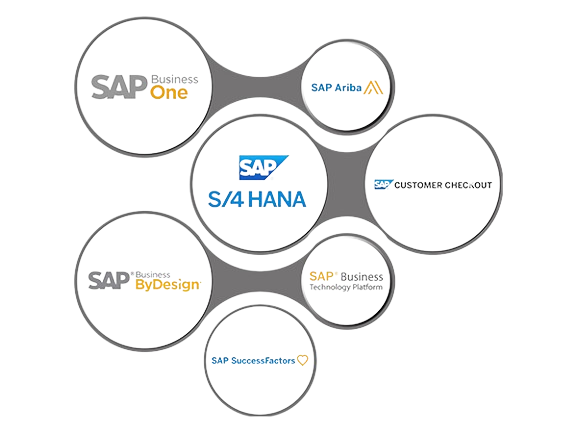 SAP Business
One
SAP Ariba
SAP
S/4 HANA
SAP CUSTOMER CHECKOUT
SAP® Business
ByDesign
SAP® Business
Technology Platform
SAP SuccessFactors